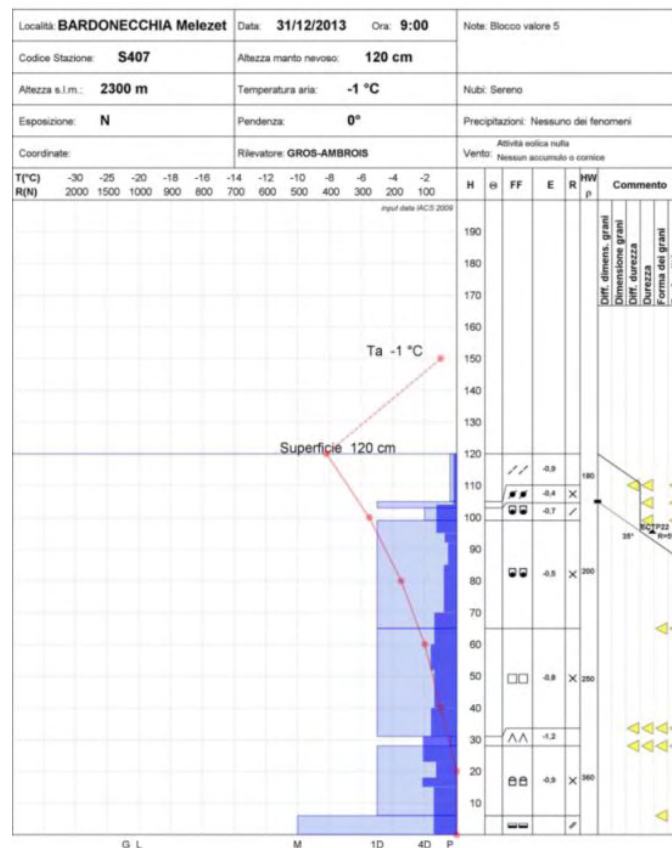 Località: BARDONECCHIA Melezet Data: 31/12/2013 Ora: 9:00 Note: Blocco valore 5
Codice Stazione: S407 Altezza manto nevoso: 120 cm
Altezza s.l.m.: 2300 m Temperatura aria: -1 °C Nubi: Sereno
Esposizione: N Pendenza: 0° Precipitazioni: Nessuno dei fenomeni
Coordinate: Rilevatore: GROS-AMBROIS Vento: Attività eolica nulla
Nessun accumulo o cornice
T(°C) -30 -25 -20 -18 -16 -14 -12 -10 -8 -6 -4 -2 H Θ FF E R HW Commento
R(N) 2000 1500 1000 900 800 700 600 500 400 300 200 100 ρ
input data IACS 2009
Diff. dimens. grani
Dimensione grani
Diff. durezza
Durezza
Forma dei grani
190
180
170
160
Ta -1 °C 150
140
130
Superficie 120 cm 120
-0,9 180
110
-0,4
-0,7
100
ECTP22
35° R=5
90
-0,5 200
80
70
60
50
-0,8 250
40
30
-1,2
20
-0,9 360
10
G L M 1D 4D P